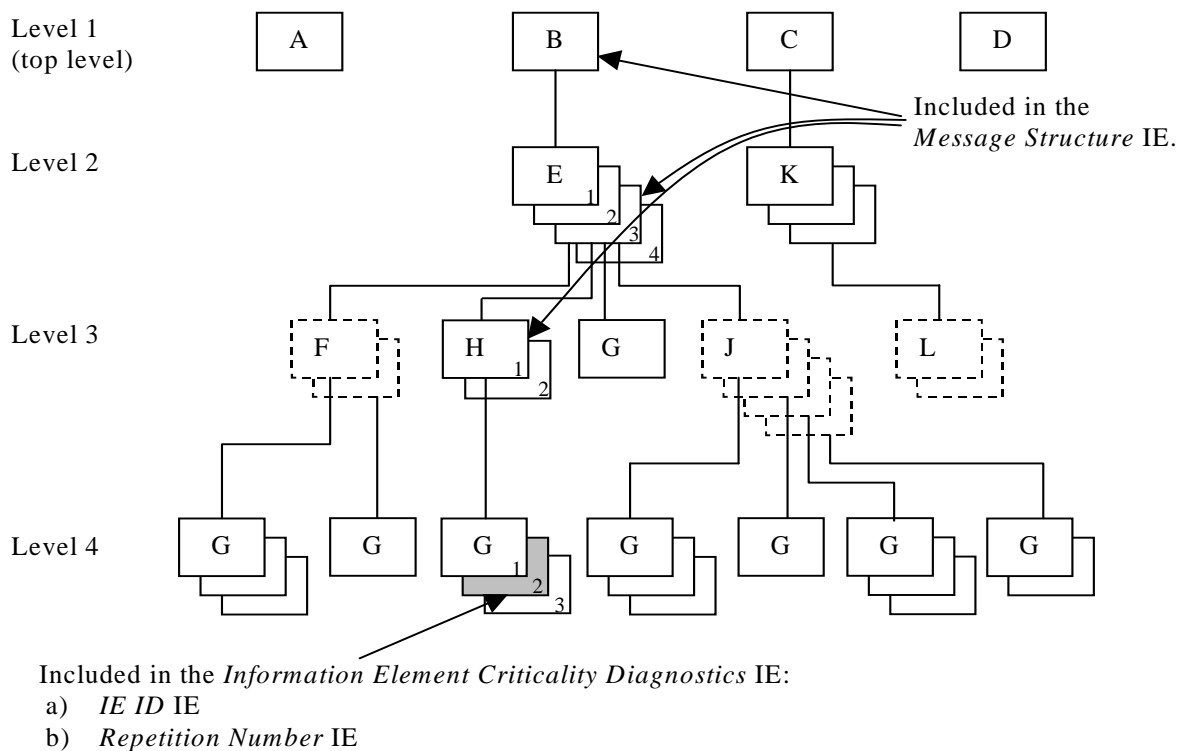 Level 1
(top level)
A
B
C
D
Included in the
Message Structure IE.
Level 2
E
1
2
3
4
K
Level 3
F
H
1
2
G
J
L
Level 4
G
G
G
1
2
3
G
G
G
G
Included in the Information Element Criticality Diagnostics IE:
a) IE ID IE
b) Repetition Number IE